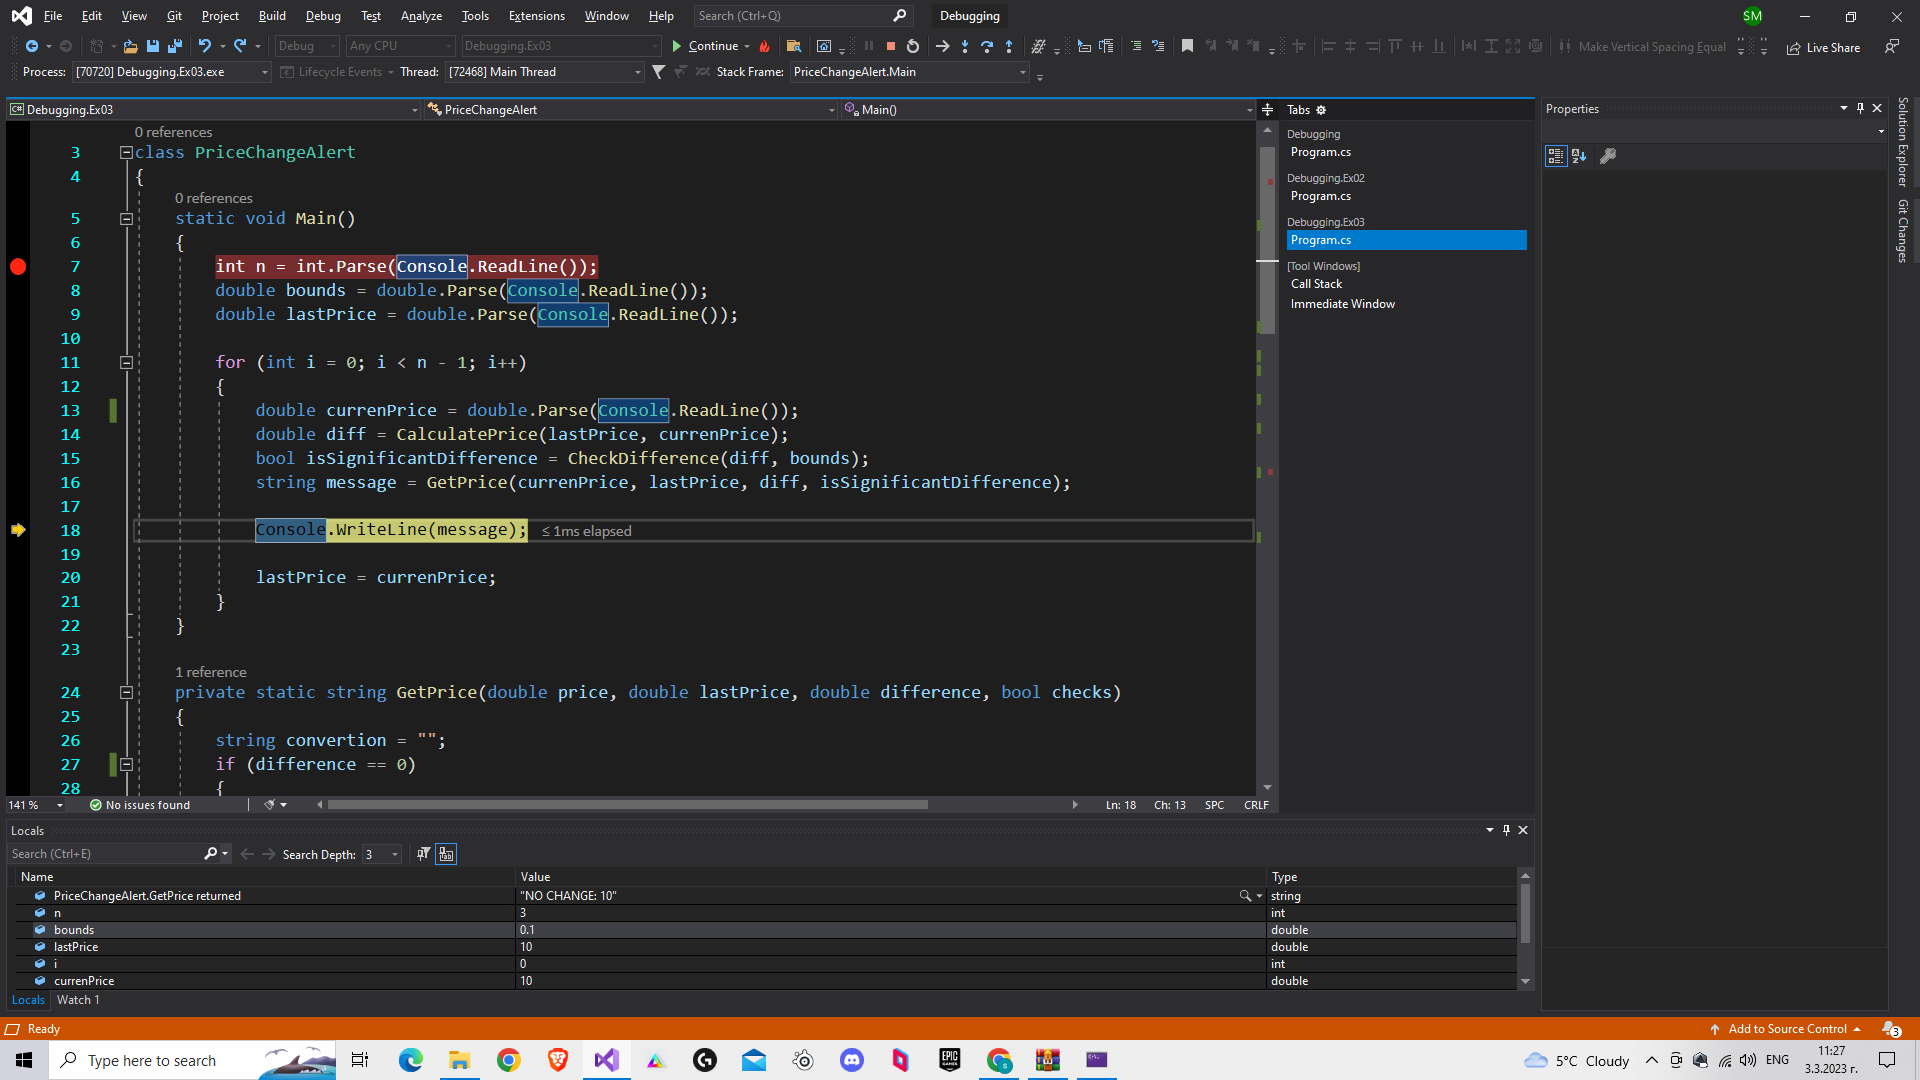 File Edit View Git Project Build Debug Test Analyze Tools Extensions Window Help Search (Ctrl+Q) Debugging SM
Debug Any CPU Debugging.Ex03 Continue Make Vertical Spacing Equal Live Share
Process: [70720] Debugging.Ex03.exe Lifecycle Events Thread: [72468] Main Thread Stack Frame: PriceChangeAlert.Main
C# Debugging.Ex03 PriceChangeAlert Main()
0 references
3 class PriceChangeAlert
4 {
0 references
5 static void Main()
6 {
7 int n = int.Parse(Console.ReadLine());
8 double bounds = double.Parse(Console.ReadLine());
9 double lastPrice = double.Parse(Console.ReadLine());
10
11 for (int i = 0; i < n - 1; i++)
12 {
13 double currenPrice = double.Parse(Console.ReadLine());
14 double diff = CalculatePrice(lastPrice, currenPrice);
15 bool isSignificantDifference = CheckDifference(diff, bounds);
16 string message = GetPrice(currenPrice, lastPrice, diff, isSignificantDifference);
17
18 Console.WriteLine(message); ≤ 1ms elapsed
19
20 lastPrice = currenPrice;
21 }
22 }
23
1 reference
24 private static string GetPrice(double price, double lastPrice, double difference, bool checks)
25 {
26 string convertion = "";
27 if (difference == 0)
28 {
141 % No issues found Ln: 18 Ch: 13 SPC CRLF
Tabs
Debugging
Program.cs
Debugging.Ex02
Program.cs
Debugging.Ex03
Program.cs
[Tool Windows]
Call Stack
Immediate Window
Properties
Solution Explorer
Git Changes
Locals
Search (Ctrl+E) Search Depth: 3
Name Value Type
PriceChangeAlert.GetPrice returned "NO CHANGE: 10" string
n 3 int
bounds 0.1 double
lastPrice 10 double
i 0 int
currenPrice 10 double
Locals Watch 1
Ready Add to Source Control 3
Type here to search 5°C Cloudy ENG 11:27
3.3.2023 г.
EPIC GAMES